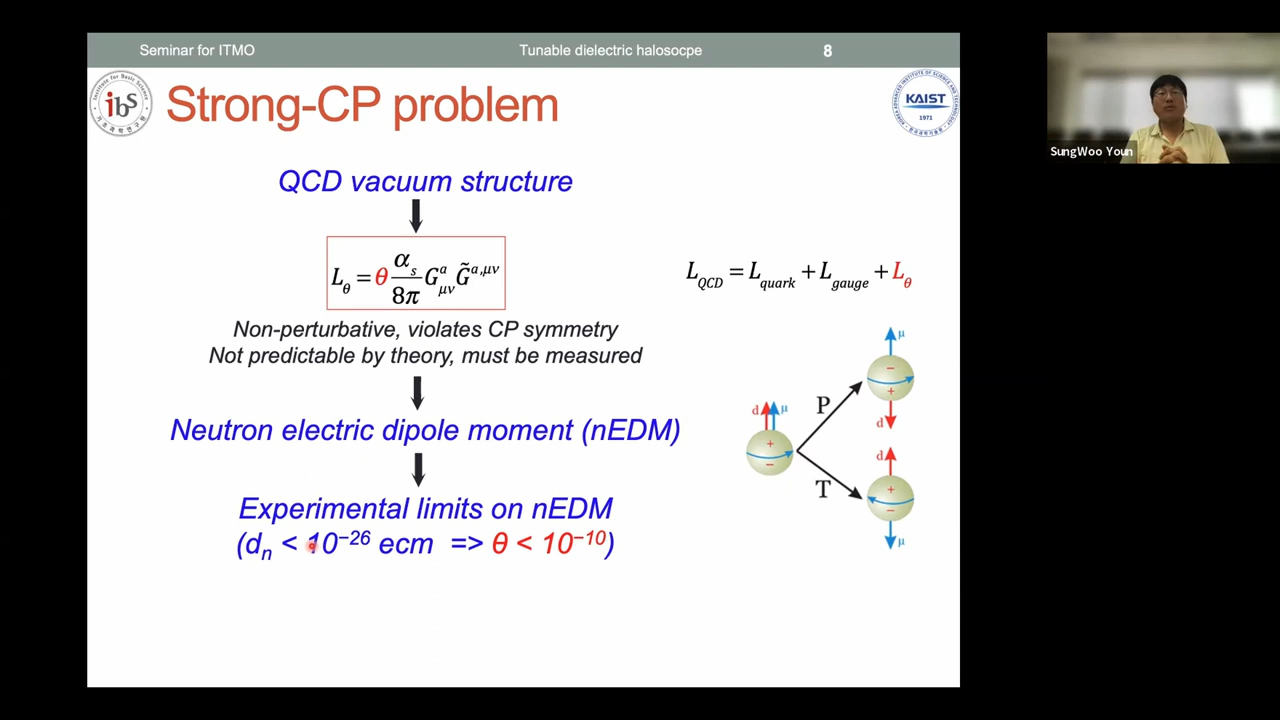 Seminar for ITMO
Tunable dielectric halosocpe
8
Strong-CP problem
ibS
KAIST
1971
SungWoo Youn
QCD vacuum structure
L_θ = θ α_s/8π G^a_μν G̃^a,μν
L_QCD = L_quark + L_gauge + L_θ
Non-perturbative, violates CP symmetry
Not predictable by theory, must be measured
Neutron electric dipole moment (nEDM)
Experimental limits on nEDM
(d_n < 10^−26 ecm => θ < 10^−10)
d μ
+
−
P
T
μ
−
+
d
d
+
−
μ